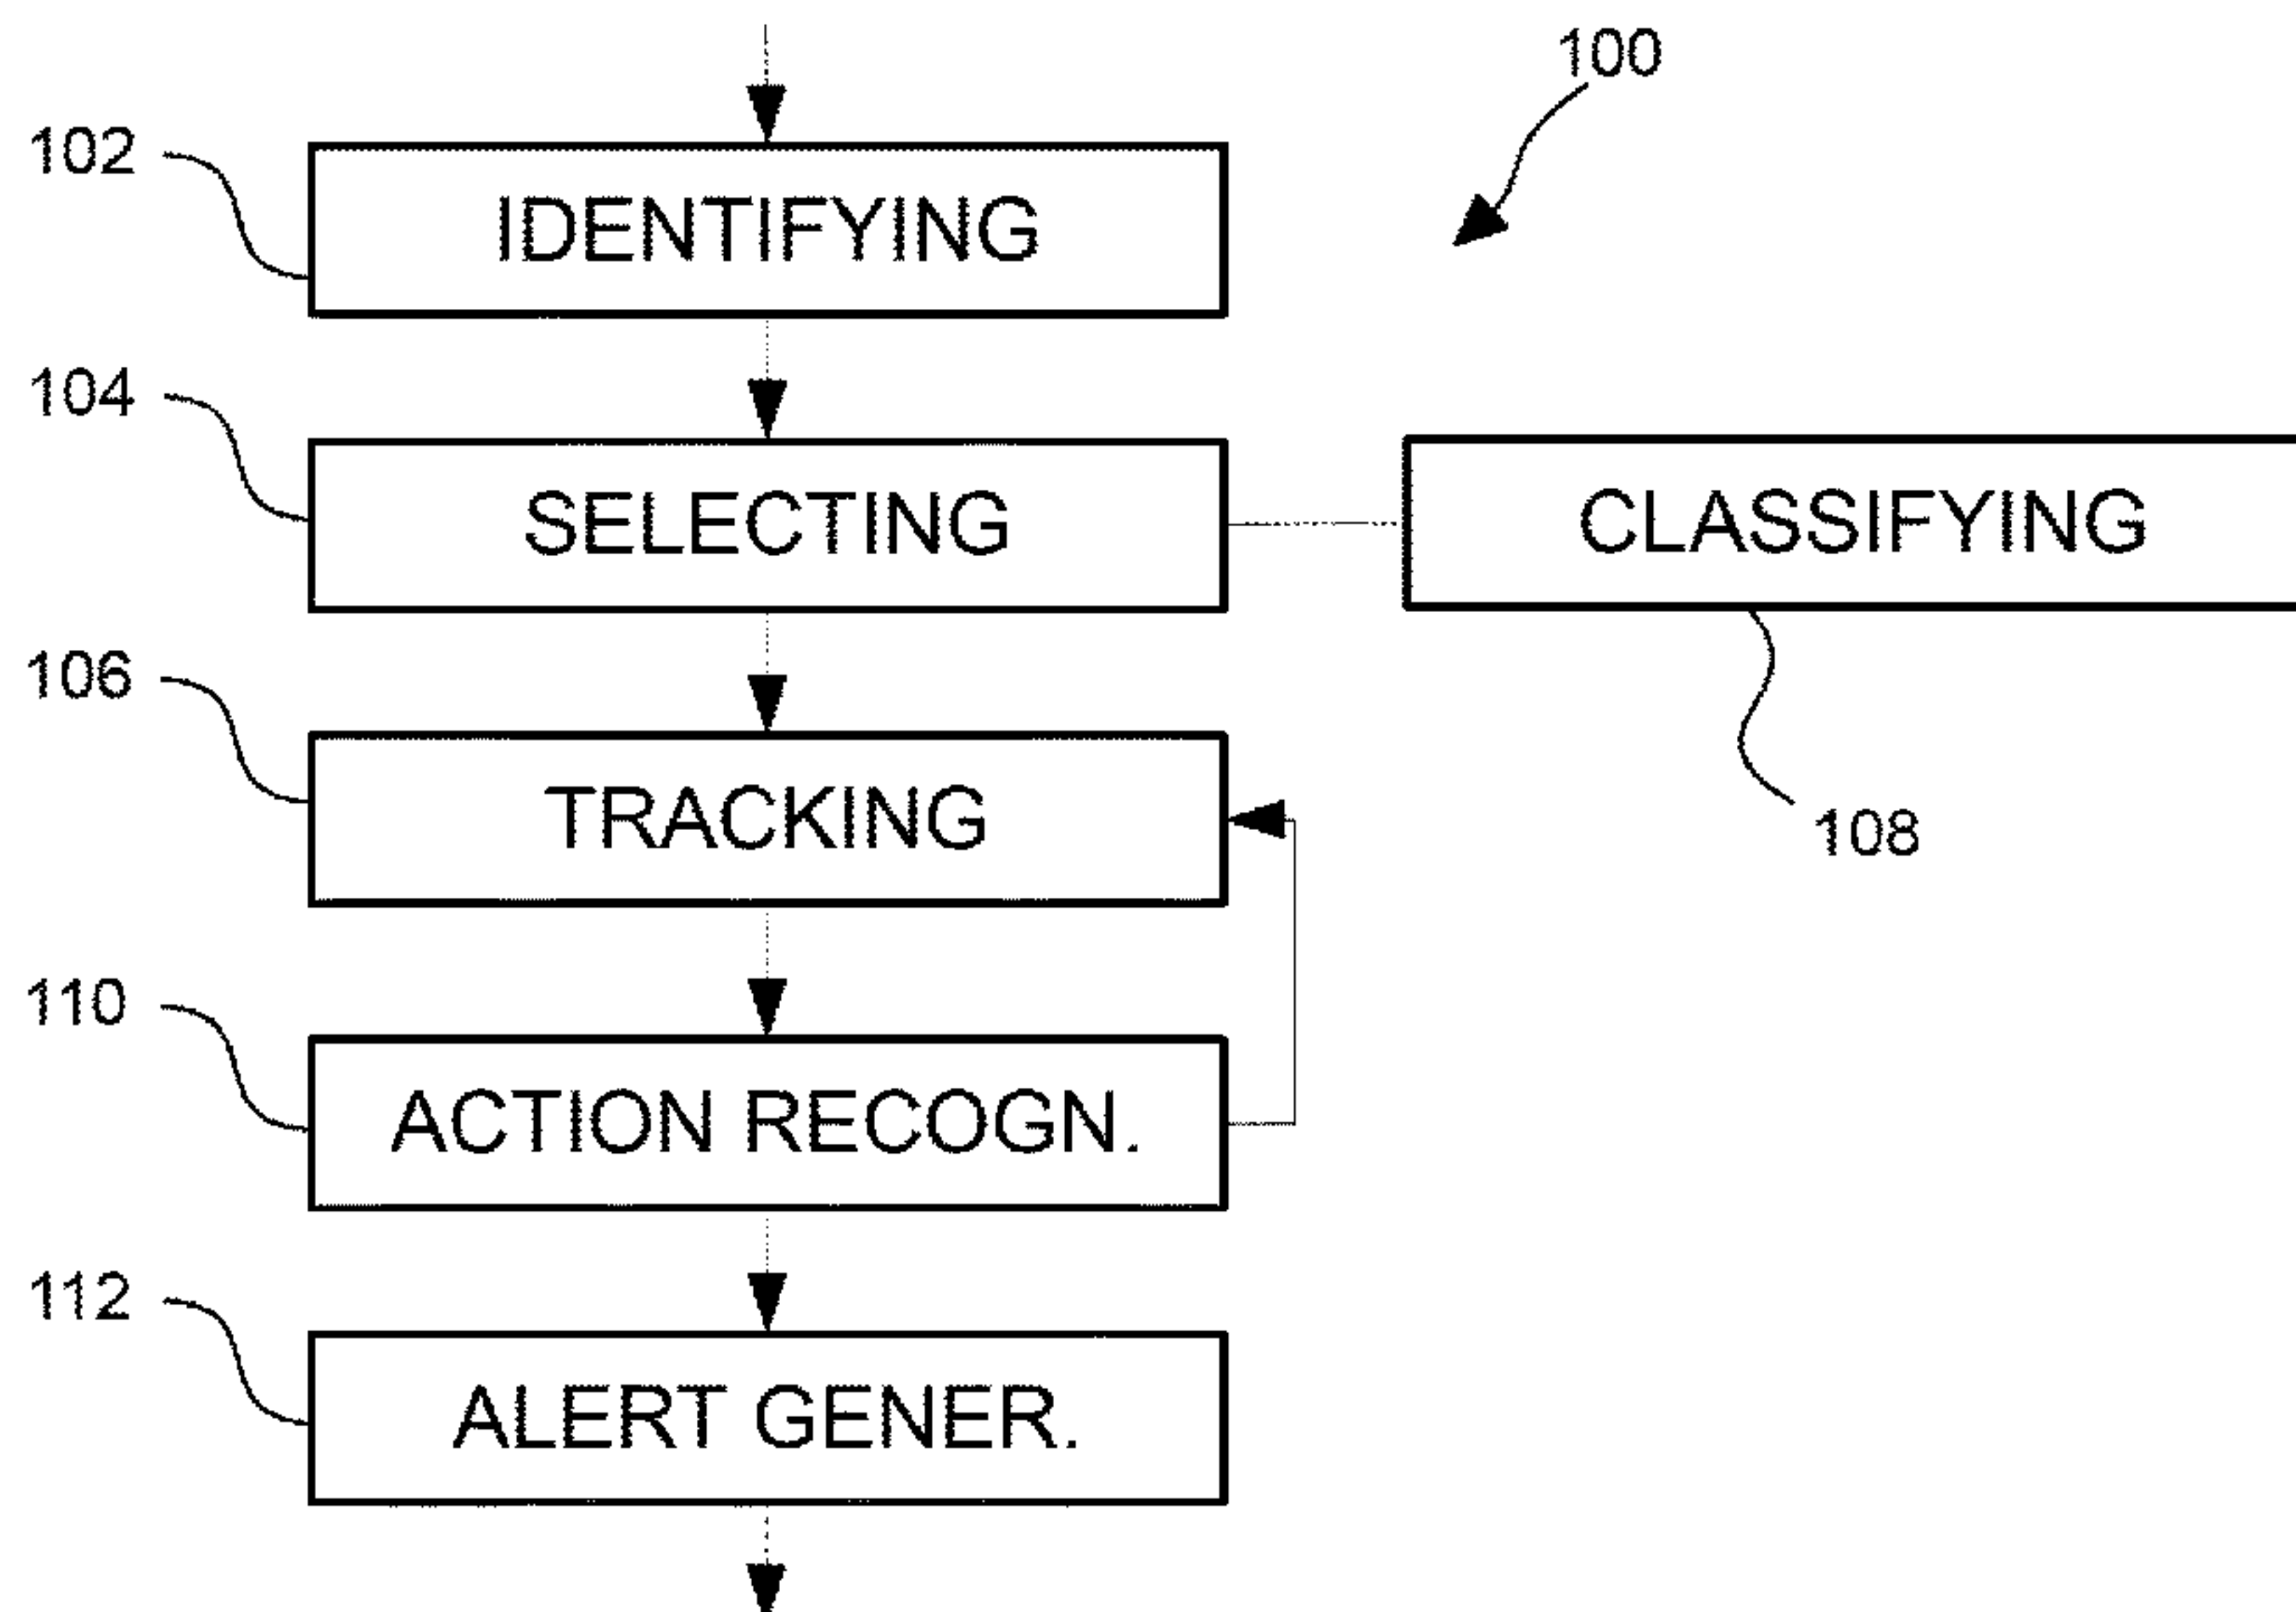 100
102
IDENTIFYING
104
SELECTING
CLASSIFYING
106
TRACKING
108
110
ACTION RECOGN.
112
ALERT GENER.